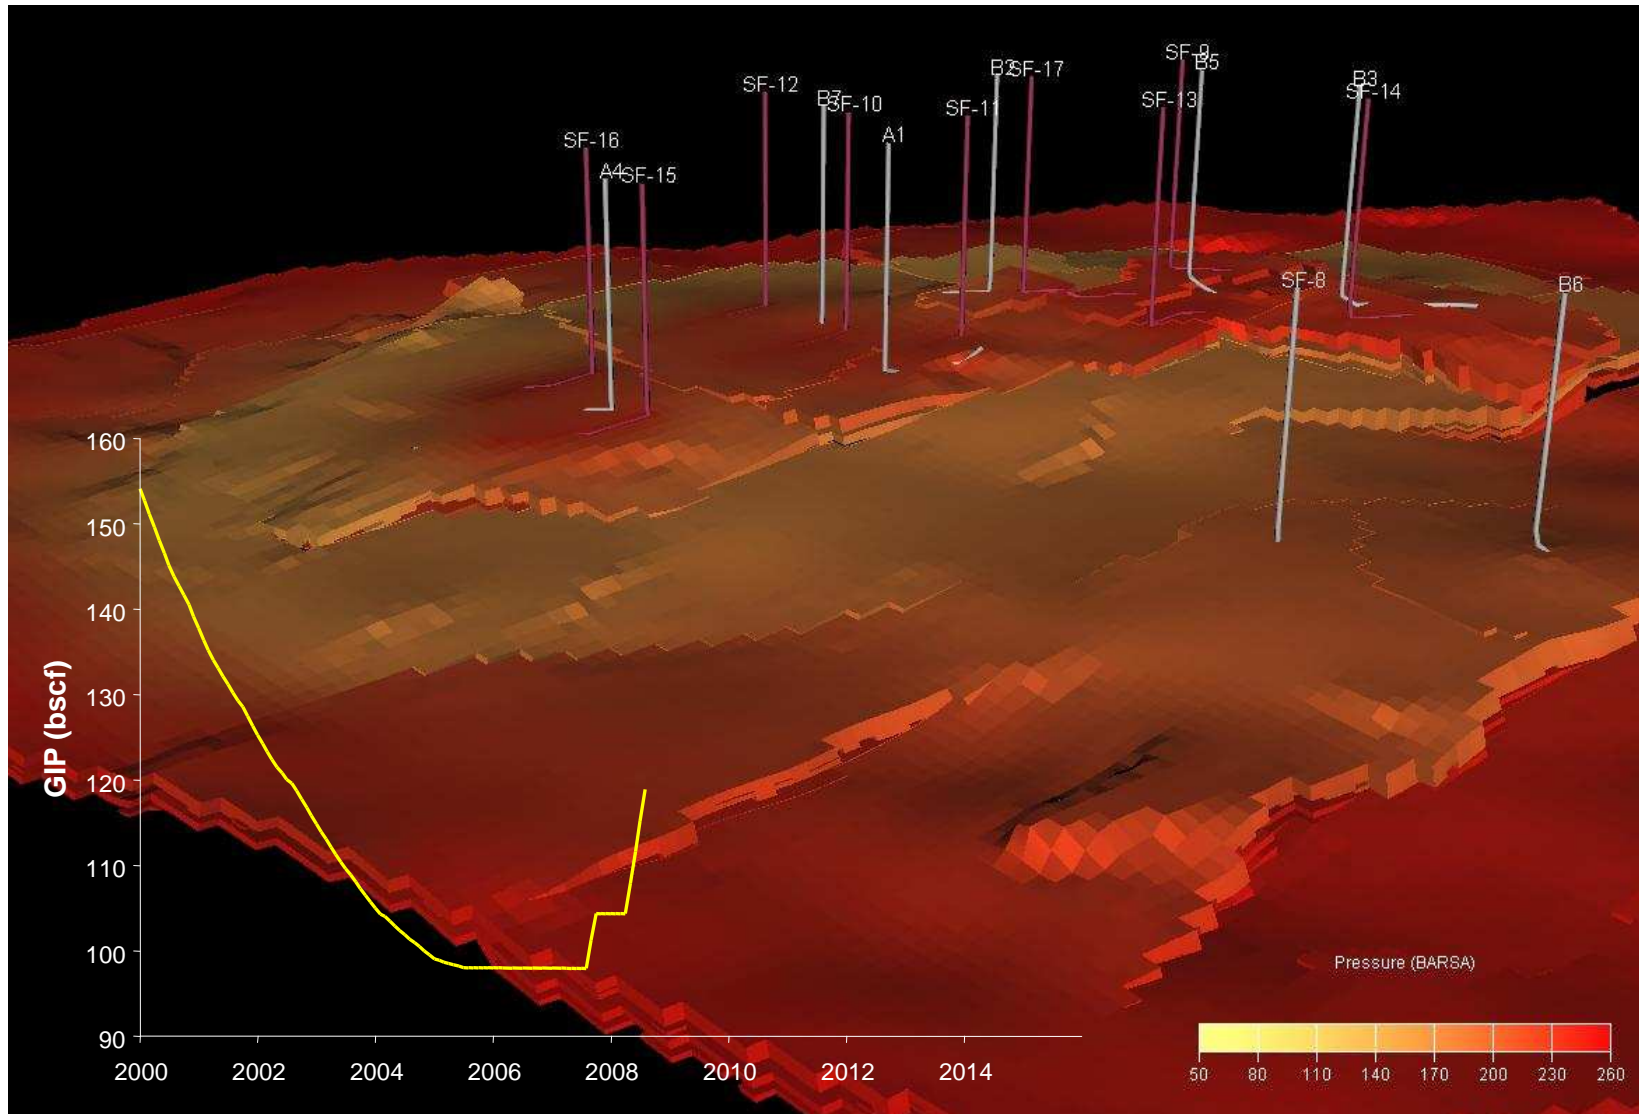 SF-9
B5
B2
SF-17
B3
SF-14
SF-12
B7
SF-10
SF-11
SF-13
A1
SF-16
A4
SF-15
SF-8
B6
160
150
140
130
120
110
100
90
GIP (bscf)
2000 2002 2004 2006 2008 2010 2012 2014
Pressure (BARSA)
50 80 110 140 170 200 230 260